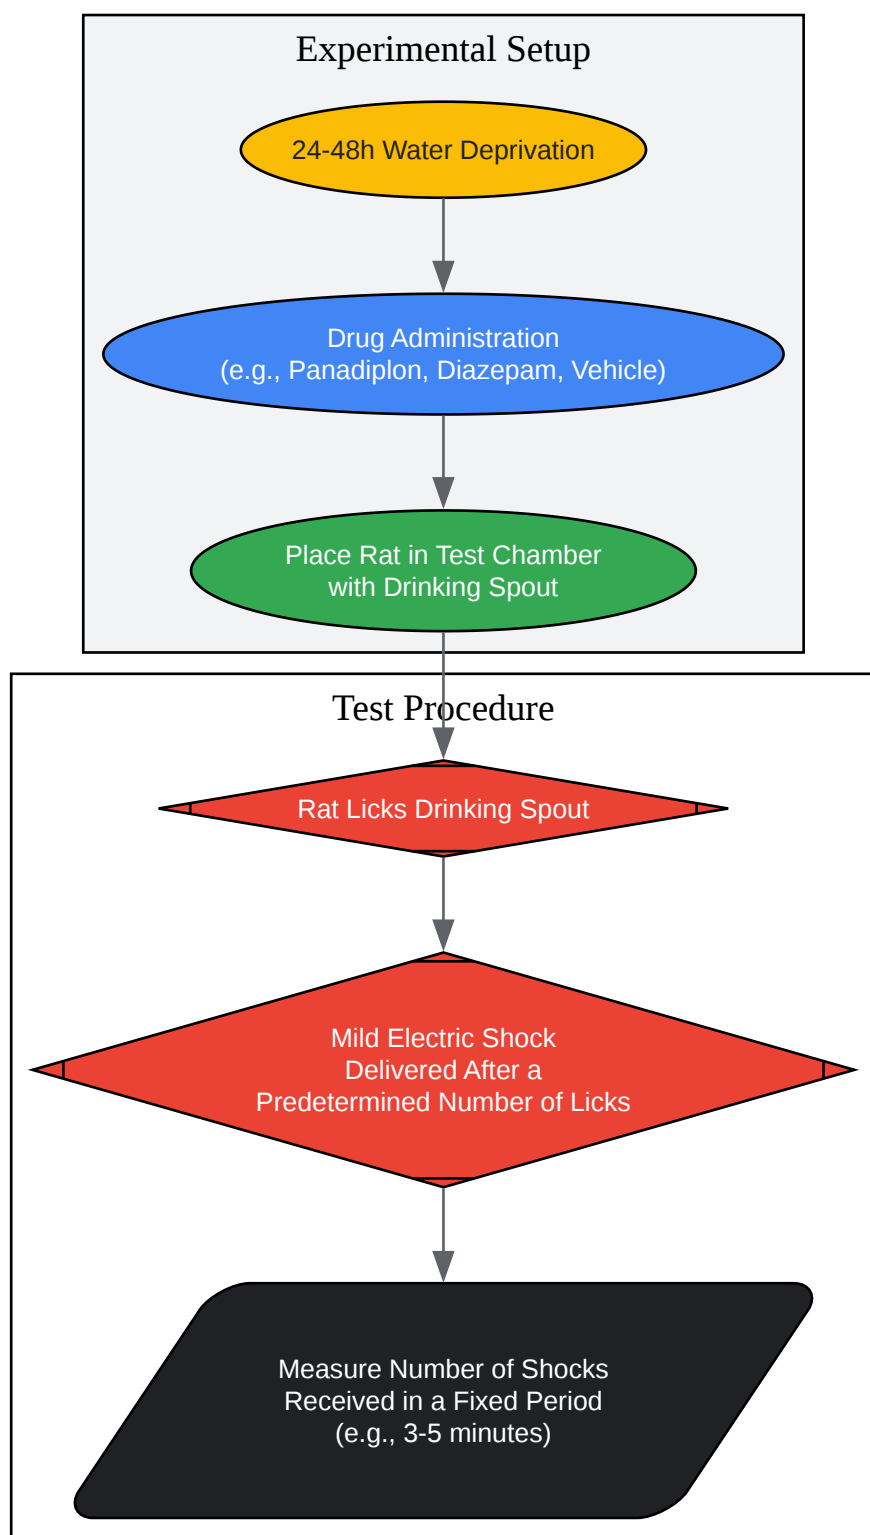 Experimental Setup
24-48h Water Deprivation
Drug Administration
(e.g., Panadiplon, Diazepam, Vehicle)
Place Rat in Test Chamber
with Drinking Spout
Test Procedure
Rat Licks Drinking Spout
Mild Electric Shock
Delivered After a
Predetermined Number of Licks
Measure Number of Shocks
Received in a Fixed Period
(e.g., 3-5 minutes)